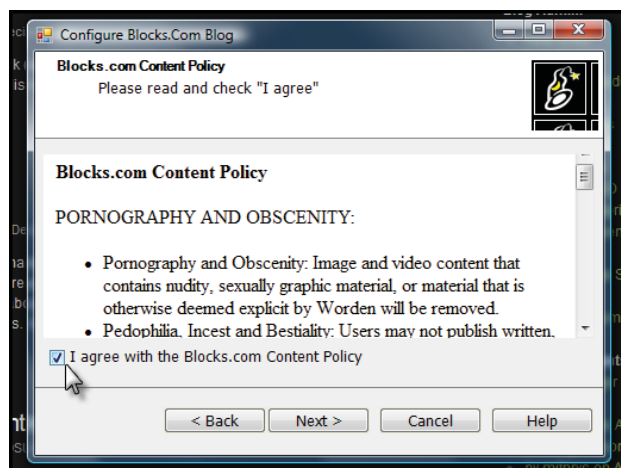 Configure Blocks.Com Blog
Blocks.com Content Policy
Please read and check "I agree"
Blocks.com Content Policy
PORNOGRAPHY AND OBSCENITY:
• Pornography and Obscenity: Image and video content that
contains nudity, sexually graphic material, or material that is
otherwise deemed explicit by Worden will be removed.
• Pedophilia, Incest and Bestiality: Users may not publish written,
I agree with the Blocks.com Content Policy
< Back Next > Cancel Help